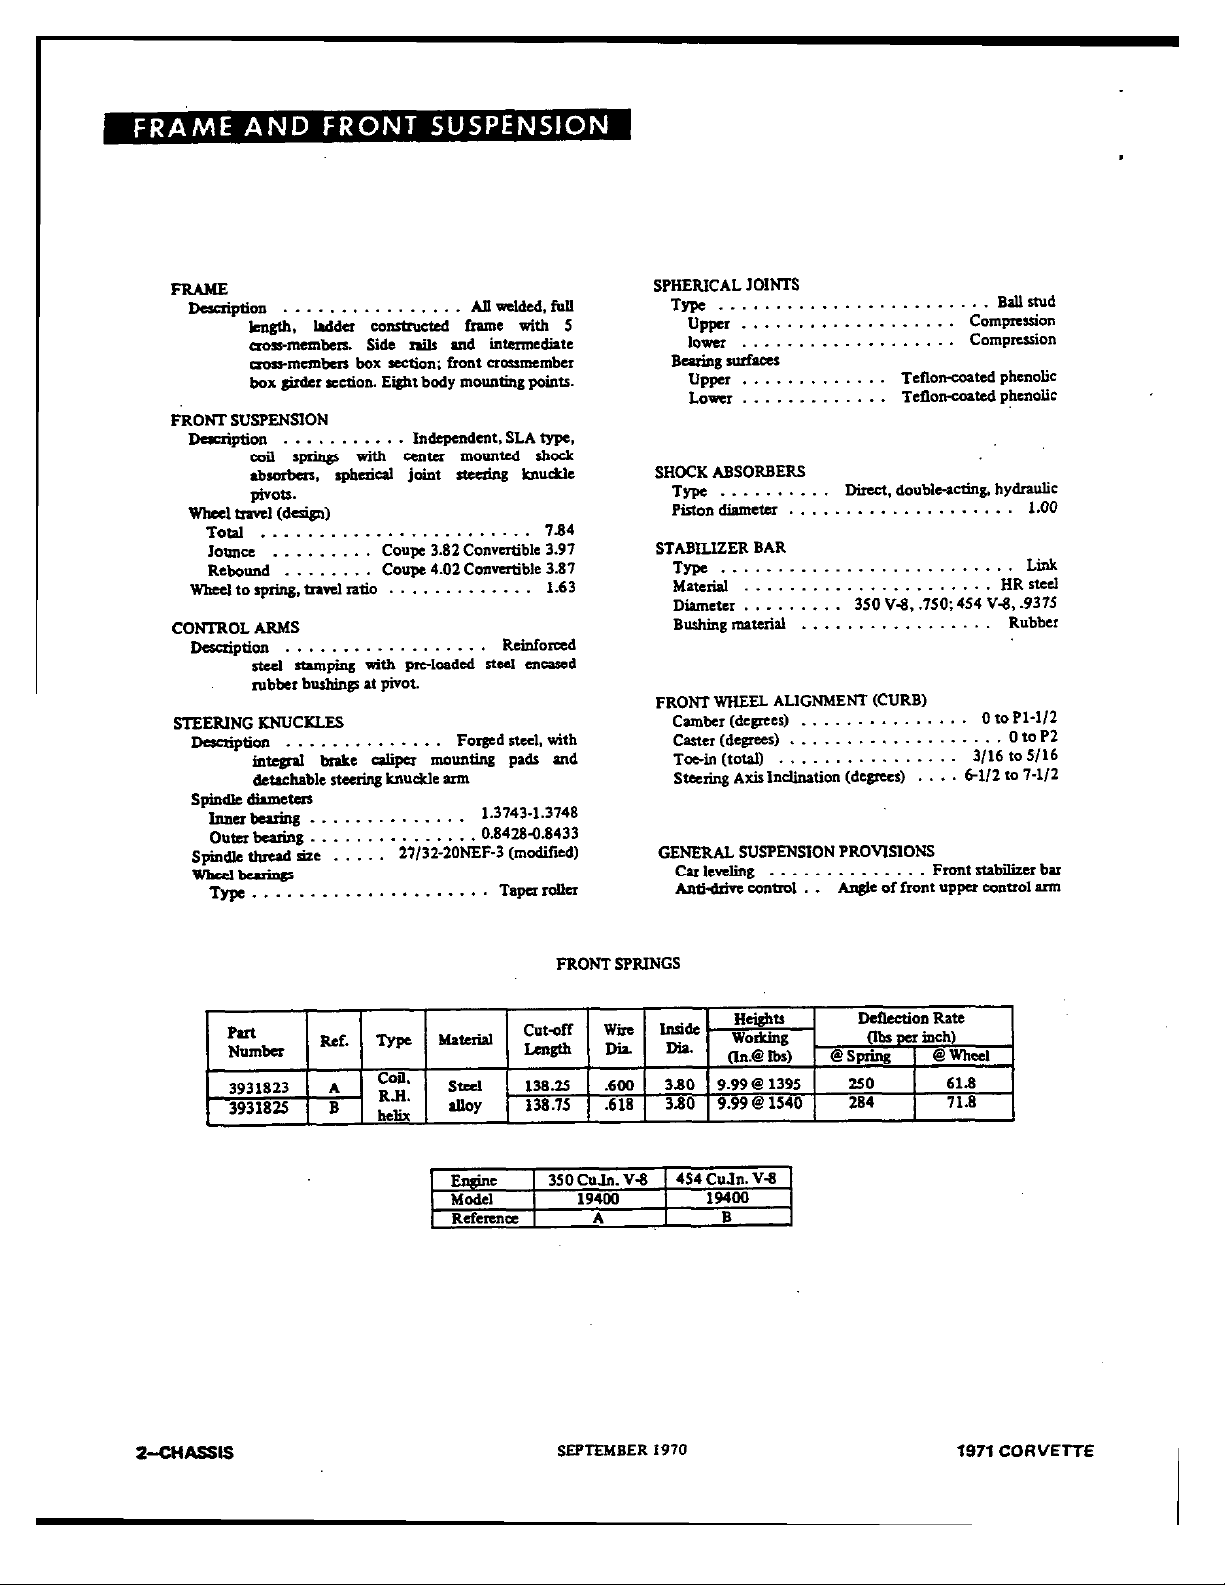 FRAME AND FRONT SUSPENSION
FRAME
Description . . . . . . . . . . . . . . . . All welded, full
length, ladder constructed frame with 5
cross-members. Side rails and intermediate
cross-members box section; front crossmember
box girder section. Eight body mounting points.
FRONT SUSPENSION
Description . . . . . . . . . . . Independent, SLA type,
coil springs with center mounted shock
absorbers, spherical joint steering knuckle
pivots.
Wheel travel (design)
Total . . . . . . . . . . . . . . . . . . . . . . . . 7.84
Jounce . . . . . . . . . Coupe 3.82 Convertible 3.97
Rebound . . . . . . . . Coupe 4.02 Convertible 3.87
Wheel to spring, travel ratio . . . . . . . . . . . . . 1.63
CONTROL ARMS
Description . . . . . . . . . . . . . . . . . . Reinforced
steel stamping with pre-loaded steel encased
rubber bushings at pivot.
STEERING KNUCKLES
Description . . . . . . . . . . . . . . Forged steel, with
integral brake caliper mounting pads and
detachable steering knuckle arm
Spindle diameters
Inner bearing . . . . . . . . . . . . . . 1.3743-1.3748
Outer bearing . . . . . . . . . . . . . . . 0.8428-0.8433
Spindle thread size . . . . . 27/32-20NEF-3 (modified)
Wheel bearings
Type . . . . . . . . . . . . . . . . . . . . . Taper roller
SPHERICAL JOINTS
Type . . . . . . . . . . . . . . . . . . . . . . . . Ball stud
Upper . . . . . . . . . . . . . . . . . . . Compression
lower . . . . . . . . . . . . . . . . . . . Compression
Bearing surfaces
Upper . . . . . . . . . . . . . Teflon-coated phenolic
Lower . . . . . . . . . . . . . Teflon-coated phenolic
SHOCK ABSORBERS
Type . . . . . . . . . . Direct, double-acting, hydraulic
Piston diameter . . . . . . . . . . . . . . . . . . . . 1.00
STABILIZER BAR
Type . . . . . . . . . . . . . . . . . . . . . . . . . . Link
Material . . . . . . . . . . . . . . . . . . . . . . HR steel
Diameter . . . . . . . . . 350 V-8, .750; 454 V-8, .9375
Bushing material . . . . . . . . . . . . . . . . . Rubber
FRONT WHEEL ALIGNMENT (CURB)
Camber (degrees) . . . . . . . . . . . . . . . 0 to P1-1/2
Caster (degrees) . . . . . . . . . . . . . . . . . . . 0 to P2
Toe-in (total) . . . . . . . . . . . . . . . . 3/16 to 5/16
Steering Axis Inclination (degrees) . . . . 6-1/2 to 7-1/2
GENERAL SUSPENSION PROVISIONS
Car leveling . . . . . . . . . . . . . . Front stabilizer bar
Anti-drive control . . Angle of front upper control arm
FRONT SPRINGS
Part Number Ref. Type Material Cut-off Length Wire Dia. Inside Dia. Heights Working (In.@ lbs) Deflection Rate (lbs per inch) @ Spring @ Wheel
3931823 A Coil, R.H. helix Steel alloy 138.25 .600 3.80 9.99 @ 1395 250 61.8
3931825 B 138.75 .618 3.80 9.99 @ 1540 284 71.8
Engine 350 Cu.In. V-8 454 Cu.In. V-8
Model 19400 19400
Reference A B
2—CHASSIS SEPTEMBER 1970 1971 CORVETTE